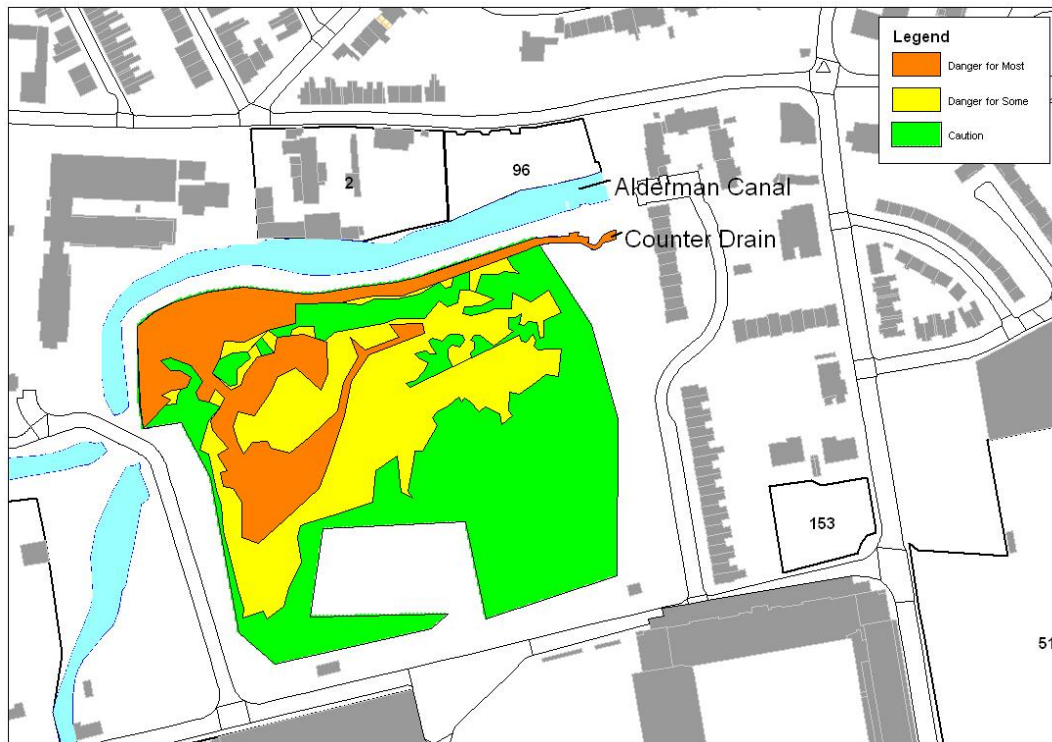 Legend
Danger for Most
Danger for Some
Caution
2
96
Alderman Canal
Counter Drain
153
51